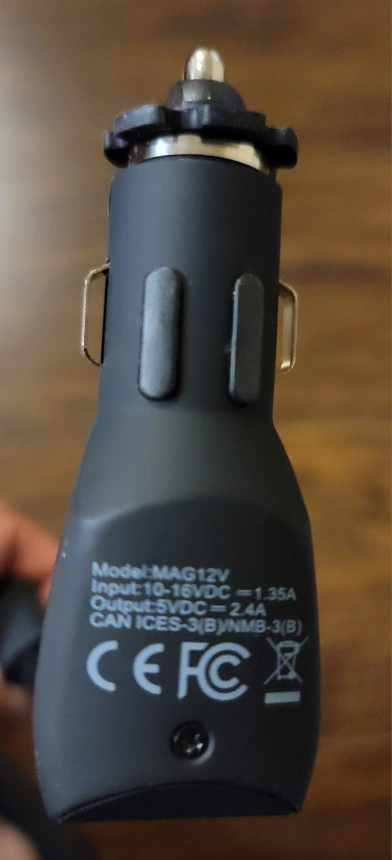 Model:MAG12V
Input:10-16VDC⎓1.35A
Output:5VDC⎓2.4A
CAN ICES-3(B)/NMB-3(B)
CE FC